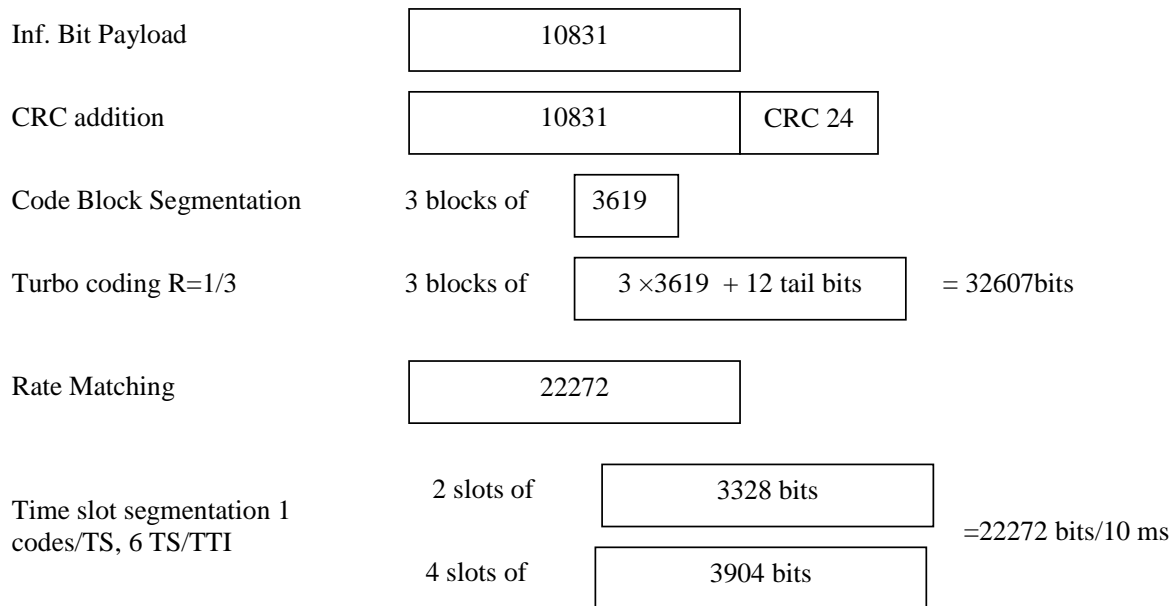 Inf. Bit Payload 10831
CRC addition 10831 CRC 24
Code Block Segmentation 3 blocks of 3619
Turbo coding R=1/3 3 blocks of 3 ×3619 + 12 tail bits = 32607bits
Rate Matching 22272
2 slots of 3328 bits
Time slot segmentation 1
codes/TS, 6 TS/TTI
=22272 bits/10 ms
4 slots of 3904 bits